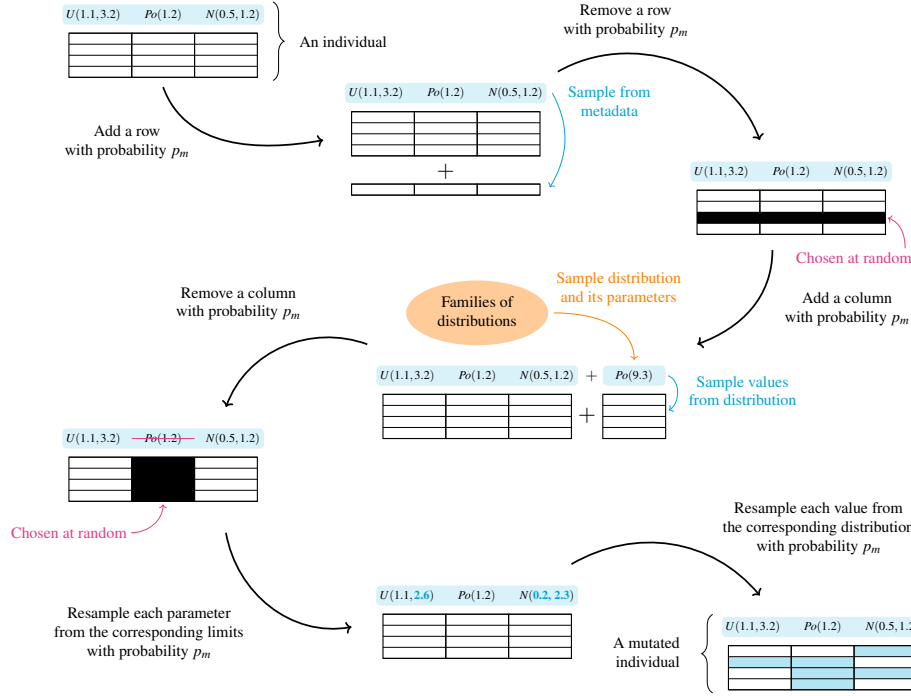 U(1.1,3.2) Po(1.2) N(0.5,1.2)
An individual
Add a row
with probability p_m
U(1.1,3.2) Po(1.2) N(0.5,1.2)
+
Sample from
metadata
Remove a row
with probability p_m
U(1.1,3.2) Po(1.2) N(0.5,1.2)
Chosen at random
Add a column
with probability p_m
Families of
distributions
Sample distribution
and its parameters
U(1.1,3.2) Po(1.2) N(0.5,1.2) + Po(9.3)
+
Sample values
from distribution
Remove a column
with probability p_m
U(1.1,3.2) Po(1.2) N(0.5,1.2)
Chosen at random
Resample each parameter
from the corresponding limits
with probability p_m
U(1.1,2.6) Po(1.2) N(0.2, 2.3)
Resample each value from
the corresponding distribution
with probability p_m
U(1.1,3.2) Po(1.2) N(0.5,1.2
A mutated
individual